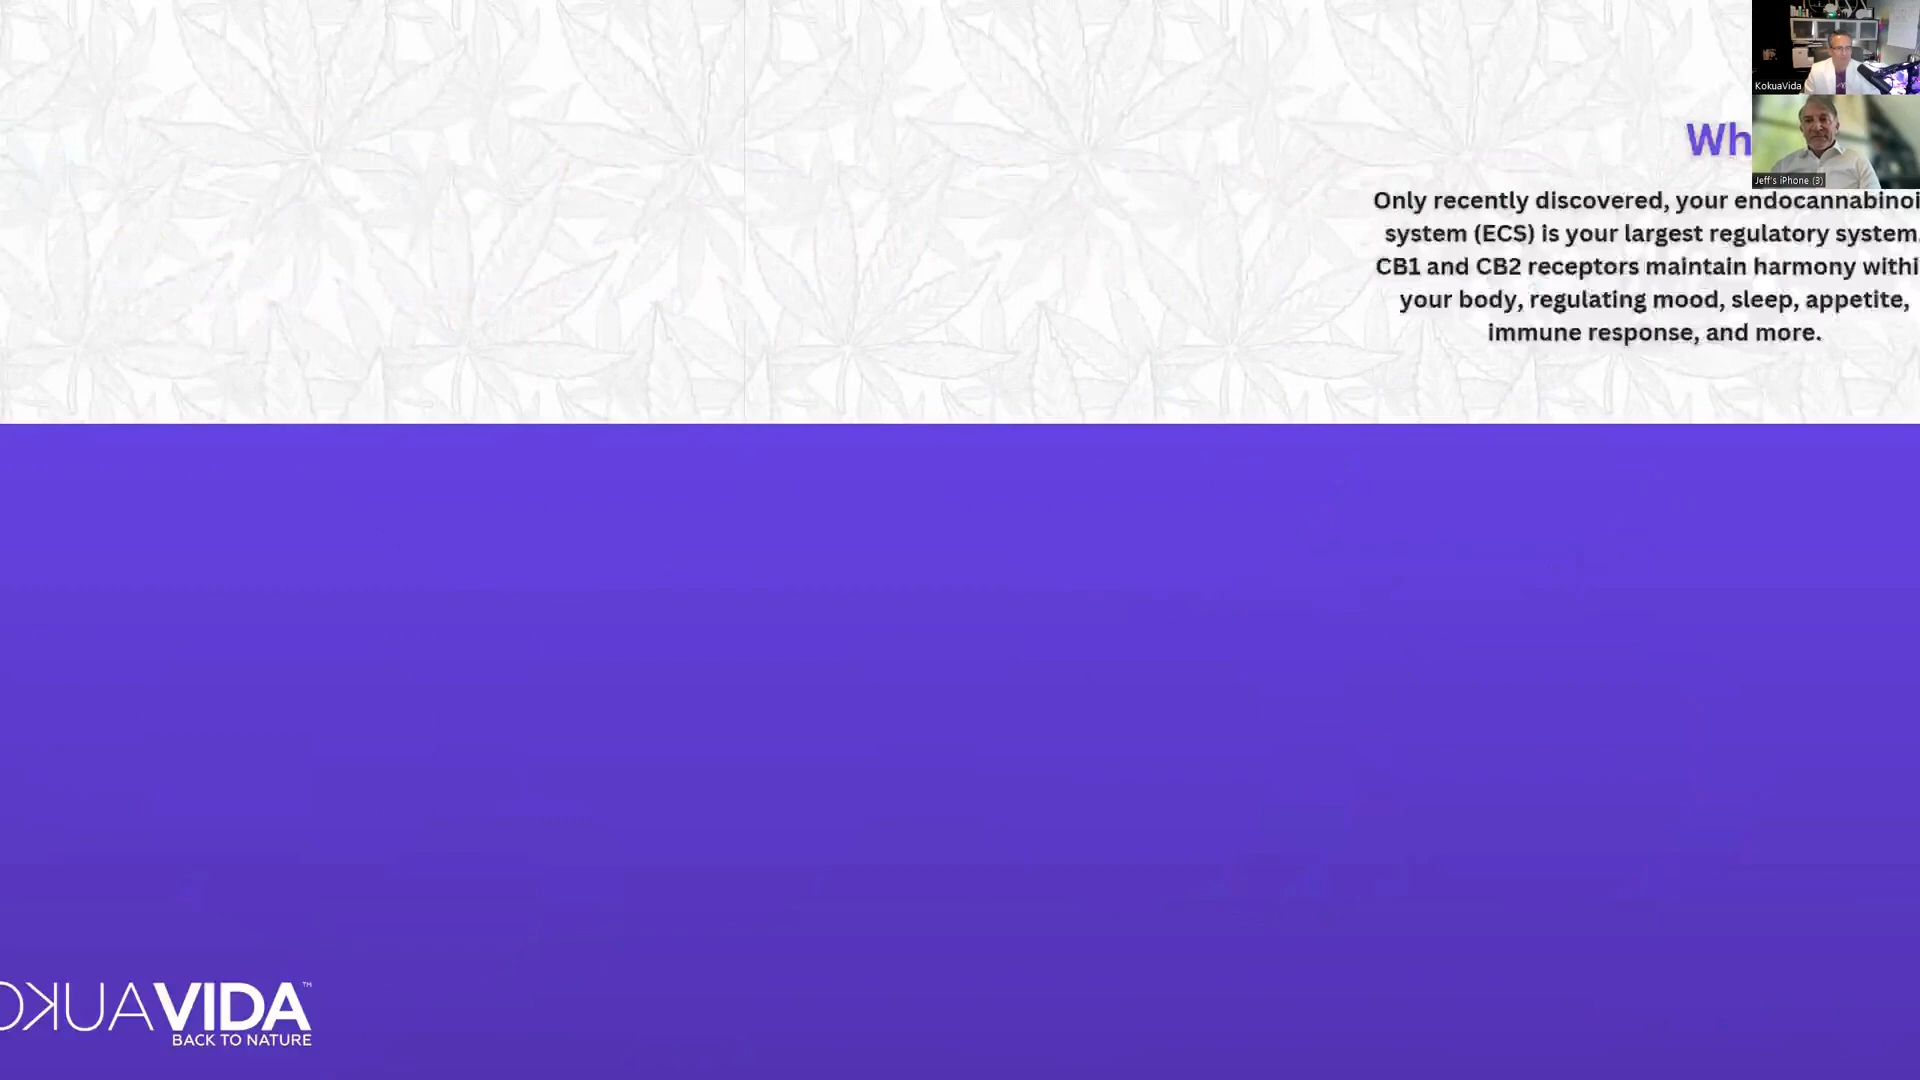 KokuaVida
Wh
Jeff's iPhone (3)
Only recently discovered, your endocannabinoi
system (ECS) is your largest regulatory system.
CB1 and CB2 receptors maintain harmony withi
your body, regulating mood, sleep, appetite,
immune response, and more.
OKUAVIDA™
BACK TO NATURE